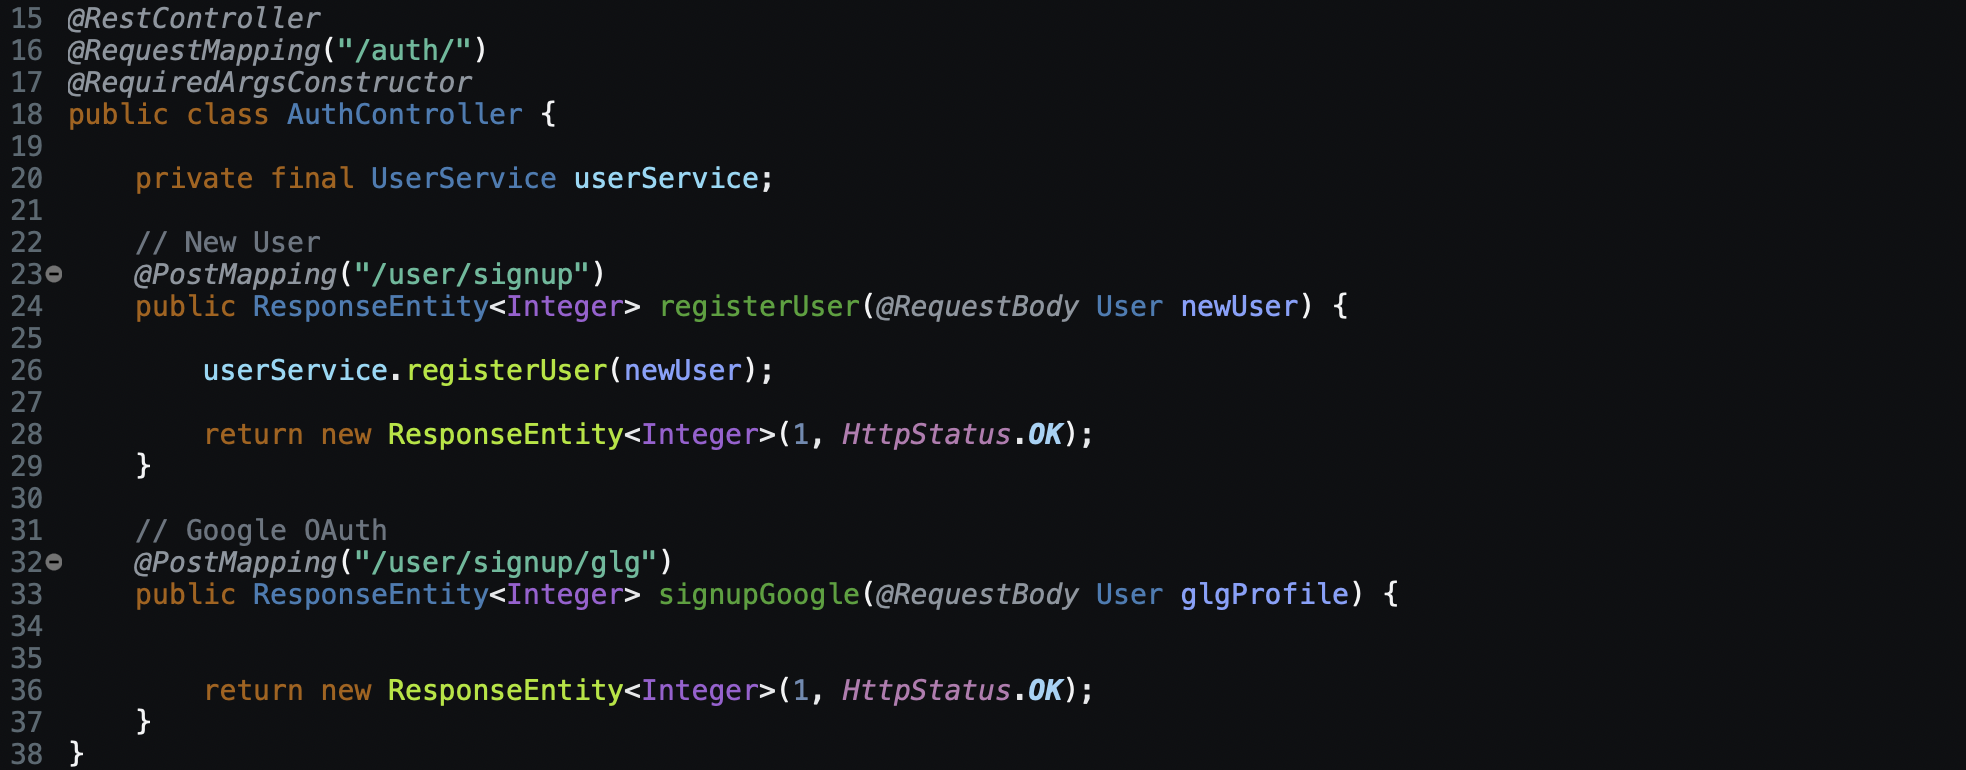 15 @RestController
16 @RequestMapping("/auth/")
17 @RequiredArgsConstructor
18 public class AuthController {
19
20     private final UserService userService;
21
22     // New User
23     @PostMapping("/user/signup")
24     public ResponseEntity<Integer> registerUser(@RequestBody User newUser) {
25
26         userService.registerUser(newUser);
27
28         return new ResponseEntity<Integer>(1, HttpStatus.OK);
29     }
30
31     // Google OAuth
32     @PostMapping("/user/signup/glg")
33     public ResponseEntity<Integer> signupGoogle(@RequestBody User glgProfile) {
34
35
36         return new ResponseEntity<Integer>(1, HttpStatus.OK);
37     }
38 }